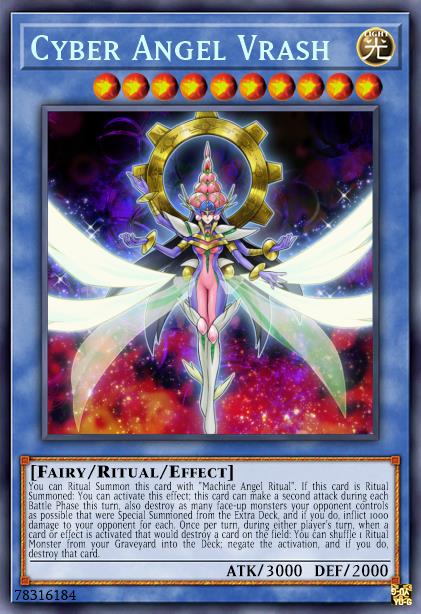 CYBER ANGEL VRASH
LIGHT
光
[FAIRY/RITUAL/EFFECT]
You can Ritual Summon this card with "Machine Angel Ritual". If this card is Ritual
Summoned: You can activate this effect; this card can make a second attack during each
Battle Phase this turn, also destroy as many face-up monsters your opponent controls
as possible that were Special Summoned from the Extra Deck, and if you do, inflict 1000
damage to your opponent for each. Once per turn, during either player's turn, when a
card or effect is activated that would destroy a card on the field: You can shuffle 1 Ritual
Monster from your Graveyard into the Deck; negate the activation, and if you do,
destroy that card.
ATK/3000 DEF/2000
78316184